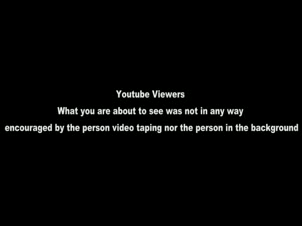 Youtube Viewers
What you are about to see was not in any way
encouraged by the person video taping nor the person in the background